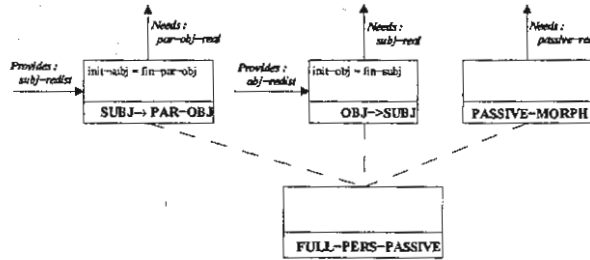 Needs :
par-obj-real
Needs :
subj-real
Needs :
passive-real
Provides :
subj-redist
init-subj = fin-par-obj
SUBJ→ PAR-OBJ
Provides :
obj-redist
init-obj = fin-subj
OBJ->SUBJ
PASSIVE-MORPH
FULL-PERS-PASSIVE